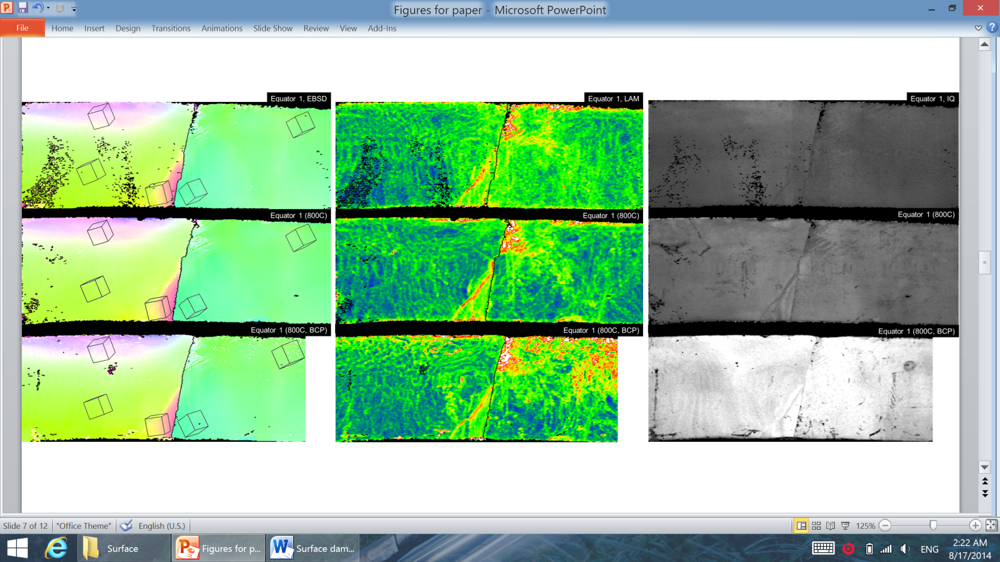 Figures for paper - Microsoft PowerPoint
File Home Insert Design Transitions Animations Slide Show Review View Add-Ins
Equator 1, EBSD
Equator 1, LAM
Equator 1, IQ
Equator 1 (800C)
Equator 1 (800C)
Equator 1 (800C)
Equator 1 (800C, BCP)
Equator 1 (800C, BCP)
Equator 1 (800C, BCP)
Slide 7 of 12 "Office Theme" English (U.S.) 125%
Surface Figures for p... Surface dam... ENG
2:22 AM
8/17/2014